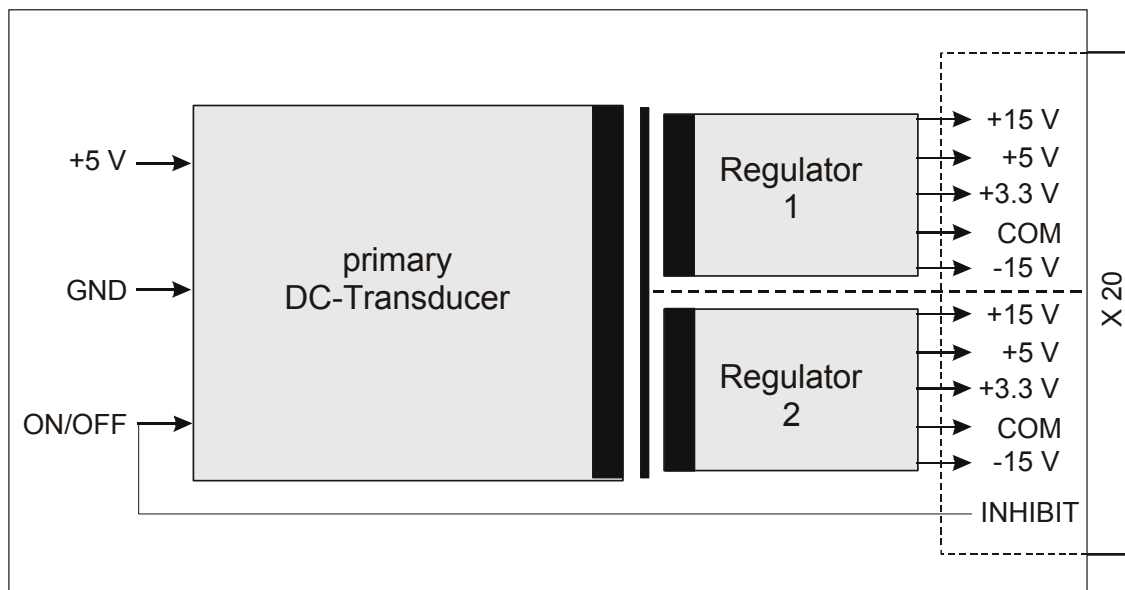 +5 V
GND
ON/OFF
primary
DC-Transducer
Regulator
1
+15 V
+5 V
+3.3 V
COM
-15 V
Regulator
2
+15 V
+5 V
+3.3 V
COM
-15 V
INHIBIT
X 20